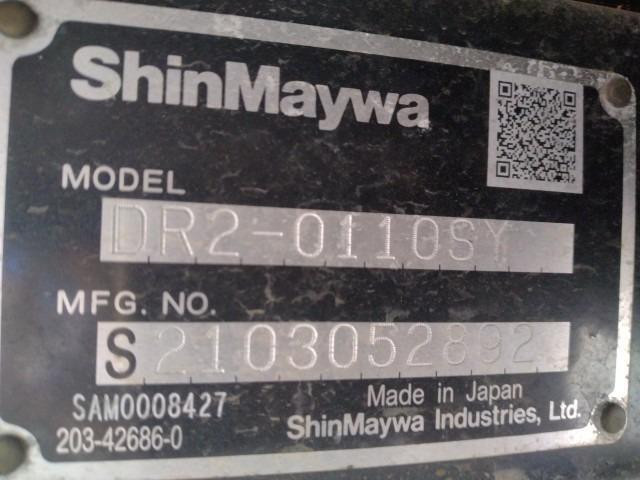 ShinMaywa
MODEL
DR2-0110SY
MFG. NO.
S2103052892
SAM0008427
Made in Japan
203-42686-0
ShinMaywa Industries, Ltd.